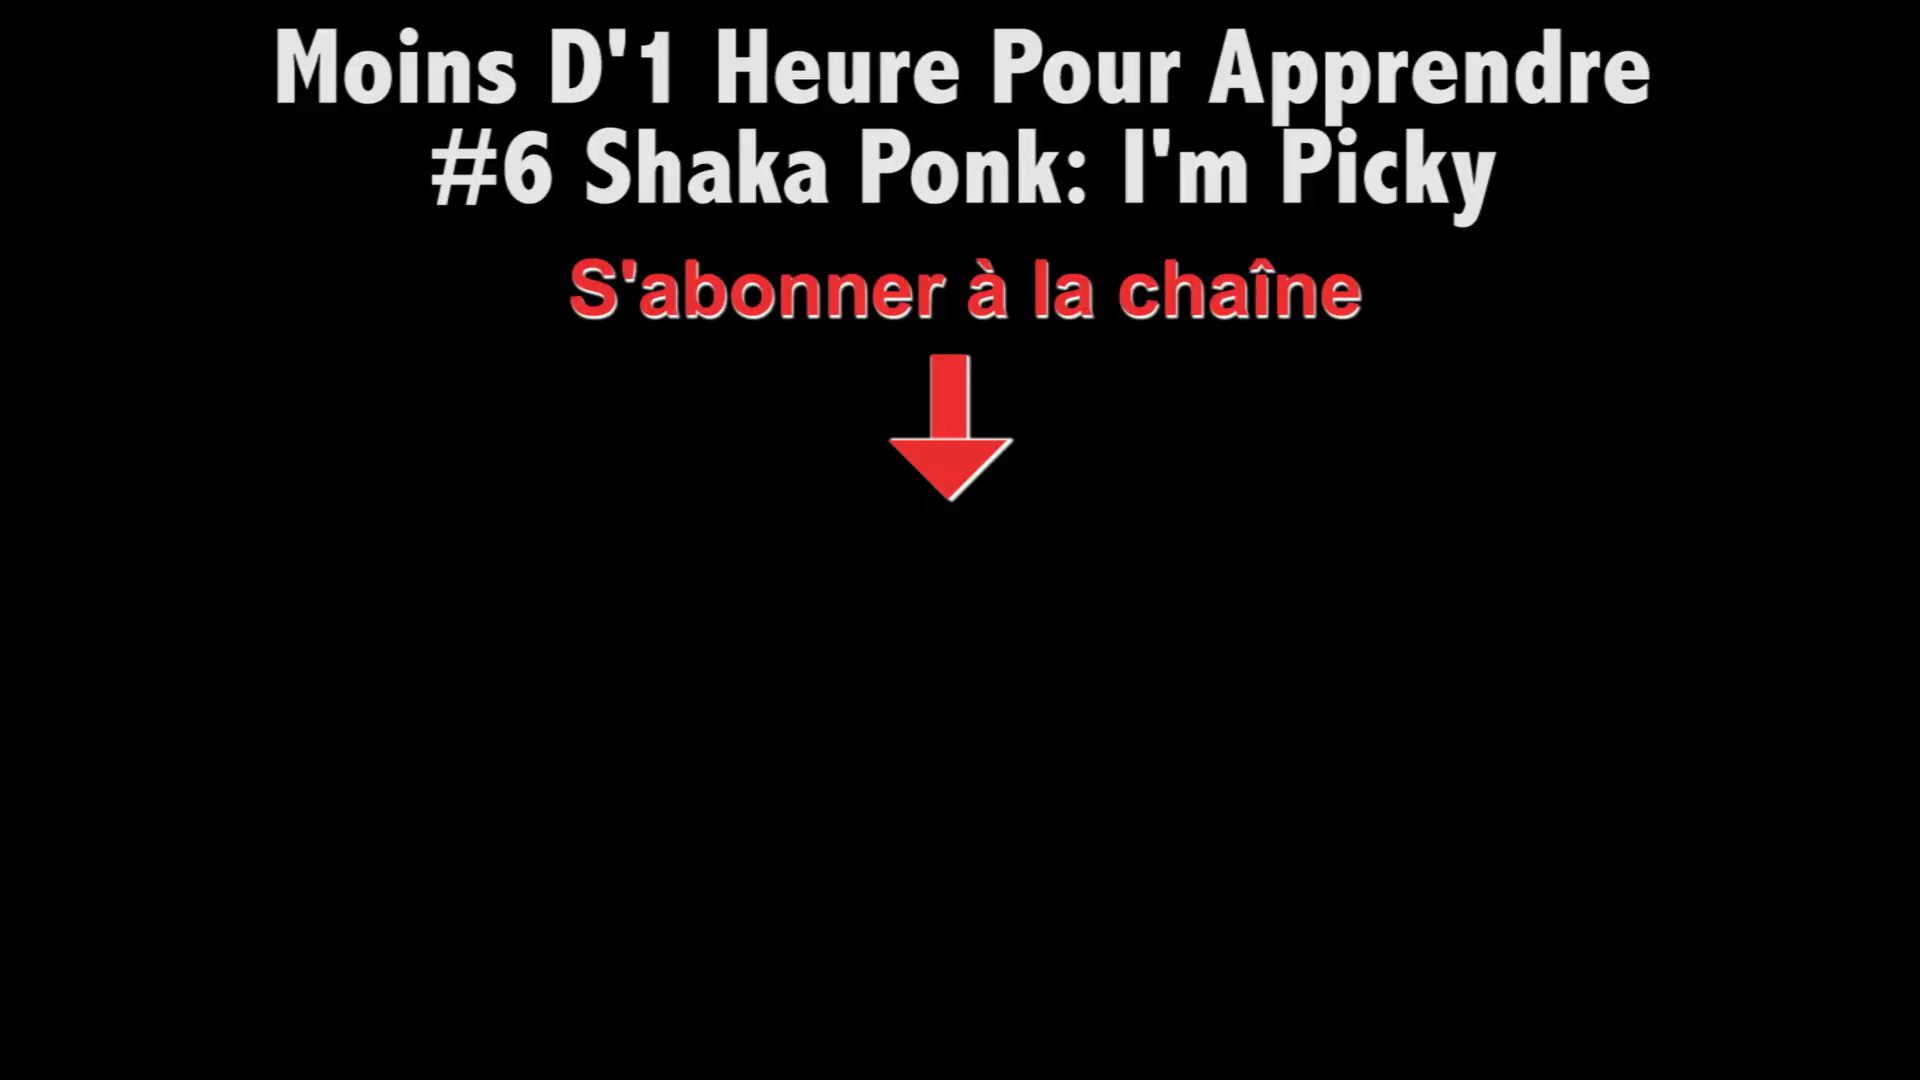 Moins D'1 Heure Pour Apprendre
#6 Shaka Ponk: I'm Picky
S'abonner à la chaîne